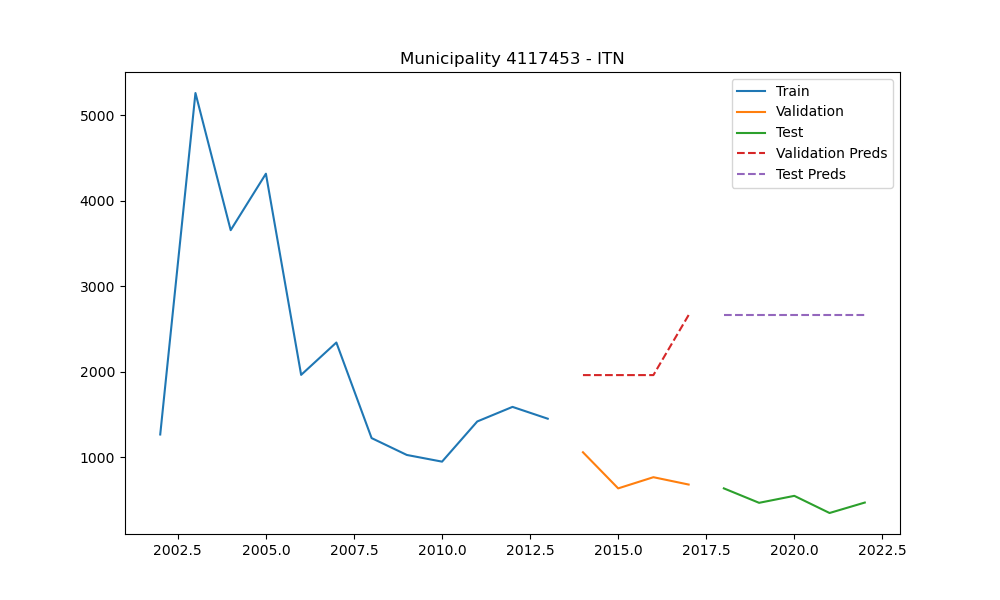 Municipality 4117453 - ITN
Train
Validation
Test
Validation Preds
Test Preds
5000
4000
3000
2000
1000
2002.5 2005.0 2007.5 2010.0 2012.5 2015.0 2017.5 2020.0 2022.5